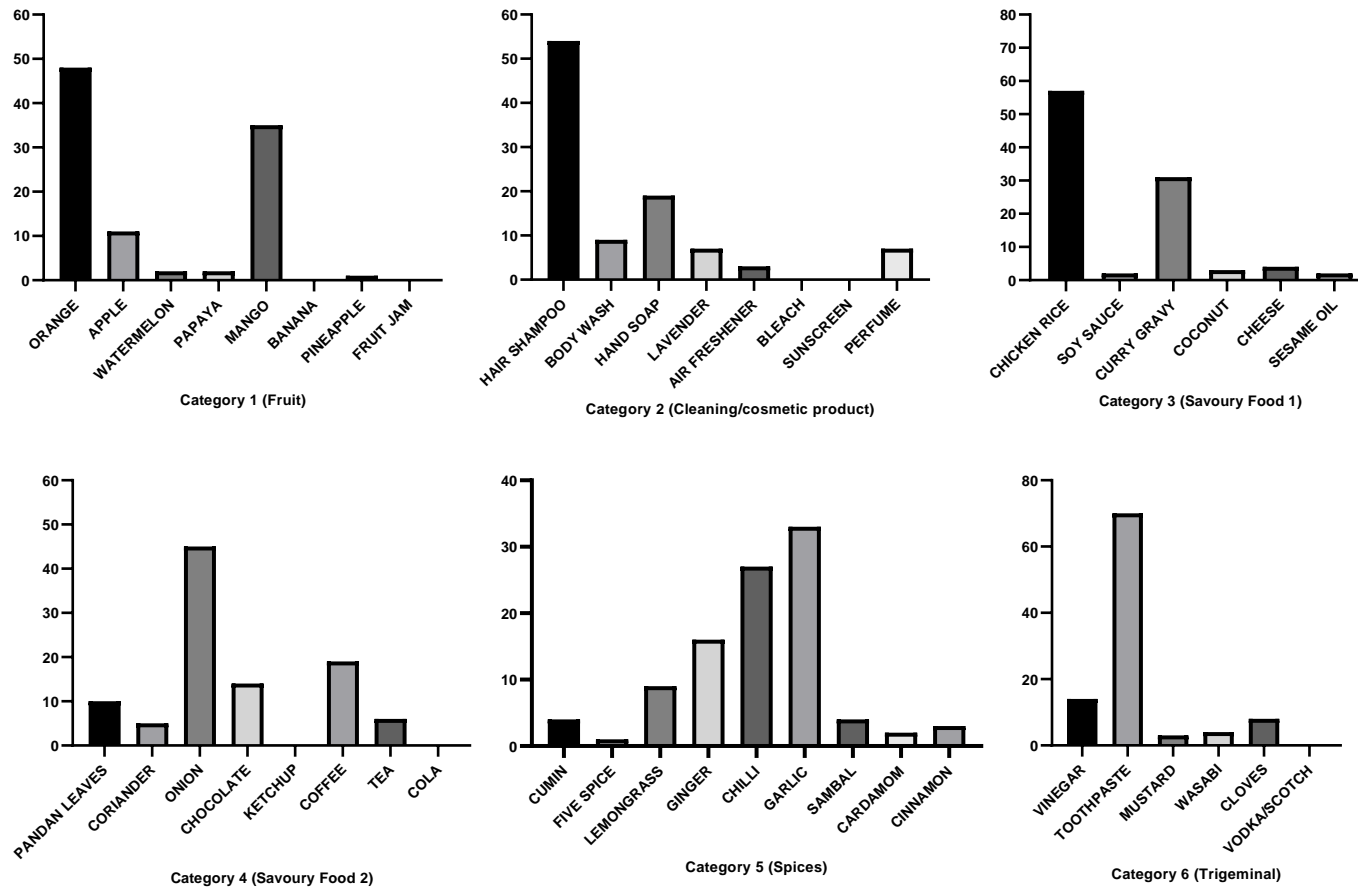 60
50
40
30
20
10
0
ORANGE
APPLE
WATERMELON
PAPAYA
MANGO
BANANA
PINEAPPLE
FRUIT JAM
Category 1 (Fruit)
60
50
40
30
20
10
0
HAIR SHAMPOO
BODY WASH
HAND SOAP
LAVENDER
AIR FRESHENER
BLEACH
SUNSCREEN
PERFUME
Category 2 (Cleaning/cosmetic product)
80
70
60
50
40
30
20
10
0
CHICKEN RICE
SOY SAUCE
CURRY GRAVY
COCONUT
CHEESE
SESAME OIL
Category 3 (Savoury Food 1)
60
50
40
30
20
10
0
PANDAN LEAVES
CORIANDER
ONION
CHOCOLATE
KETCHUP
COFFEE
TEA
COLA
Category 4 (Savoury Food 2)
40
30
20
10
0
CUMIN
FIVE SPICE
LEMONGRASS
GINGER
CHILLI
GARLIC
SAMBAL
CARDAMOM
CINNAMON
Category 5 (Spices)
80
60
40
20
0
VINEGAR
TOOTHPASTE
MUSTARD
WASABI
CLOVES
VODKA/SCOTCH
Category 6 (Trigeminal)